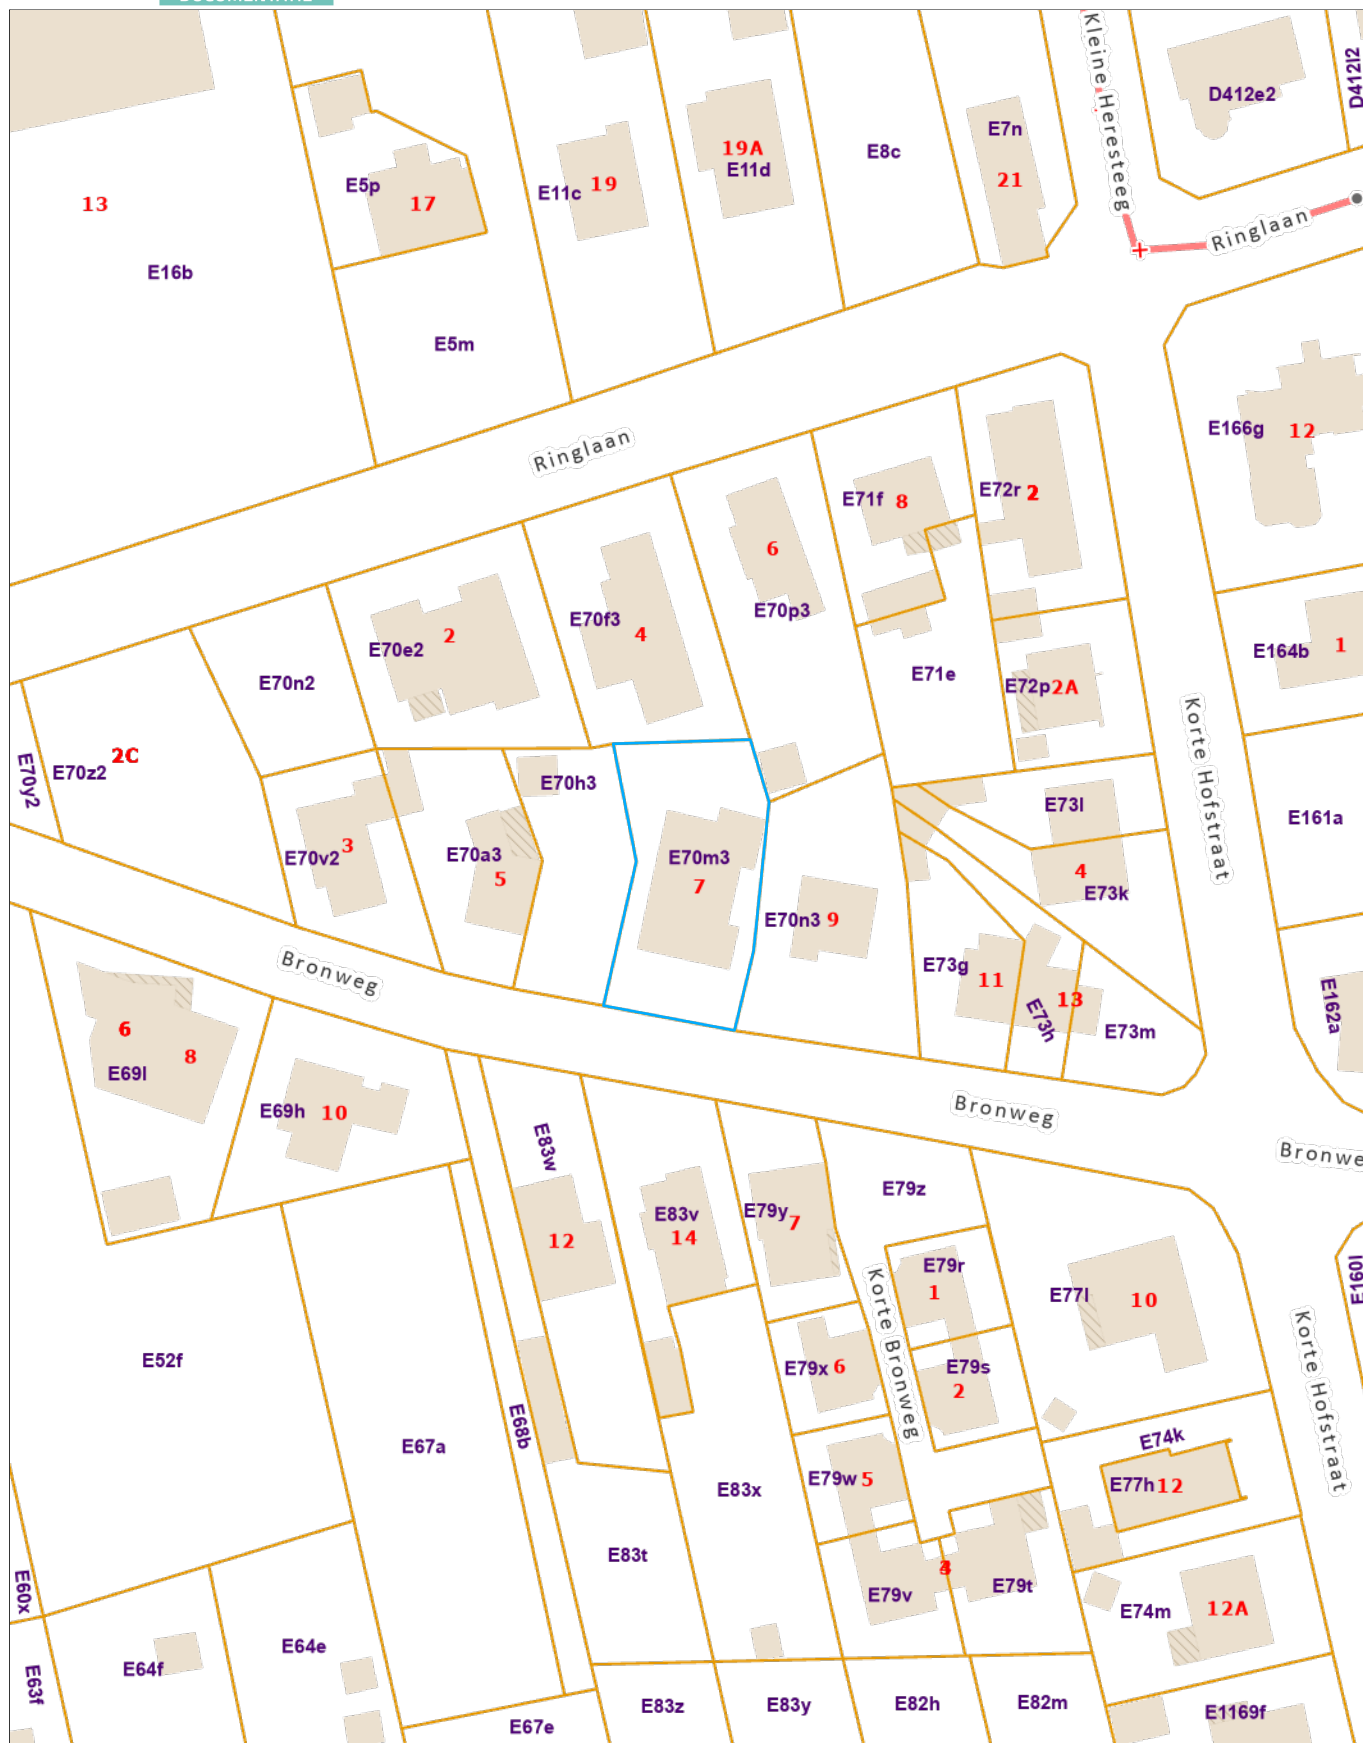 Kleine Heresteeg
D412l2
D412e2
E7n
19A
E11d
E8c
21
E5p
17
E11c
19
13
E16b
Ringlaan
E5m
Ringlaan
E166g
12
E71f
8
E72r
2
6
E70p3
E70f3
4
E70e2
2
E71e
E72p
2A
E164b
1
E70n2
Korte Hofstraat
E70y2
E70z2
2C
E70h3
E73l
E161a
E70v2
3
E70a3
5
E70m3
7
4
E73k
E70n3
9
Bronweg
E73g
11
13
E73h
E73m
E162a
6
8
E69l
E69h
10
Bronweg
Bronwe
E83w
E79z
E83v
14
E79y
7
12
E79r
1
E77l
10
E160l
Korte Bronweg
Korte Hofstraat
E52f
E79x
6
E79s
2
E67a
E68b
E74k
E83x
E79w
5
E77h
12
E83t
E60x
E79v
3
E79t
E74m
12A
E64e
E64f
E63f
E67e
E83z
E83y
E82h
E82m
E1169f